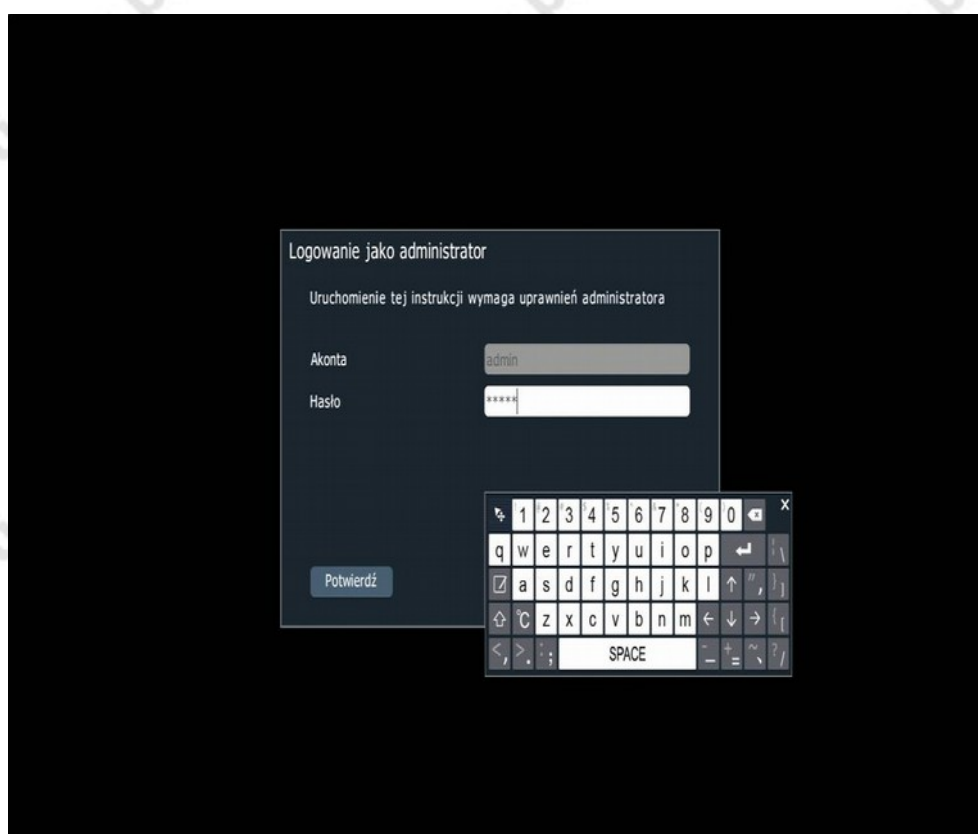 Logowanie jako administrator
Uruchomienie tej instrukcji wymaga uprawnień administratora
Akonta
admin
Hasło
*****
1 2 3 4 5 6 7 8 9 0 X
q w e r t y u i o p \
a s d f g h j k l ↑ " , } ]
Potwierdź
°C z x c v b n m ← ↓ → { [
< , > . : ; SPACE - _ + = ~ ` ? /